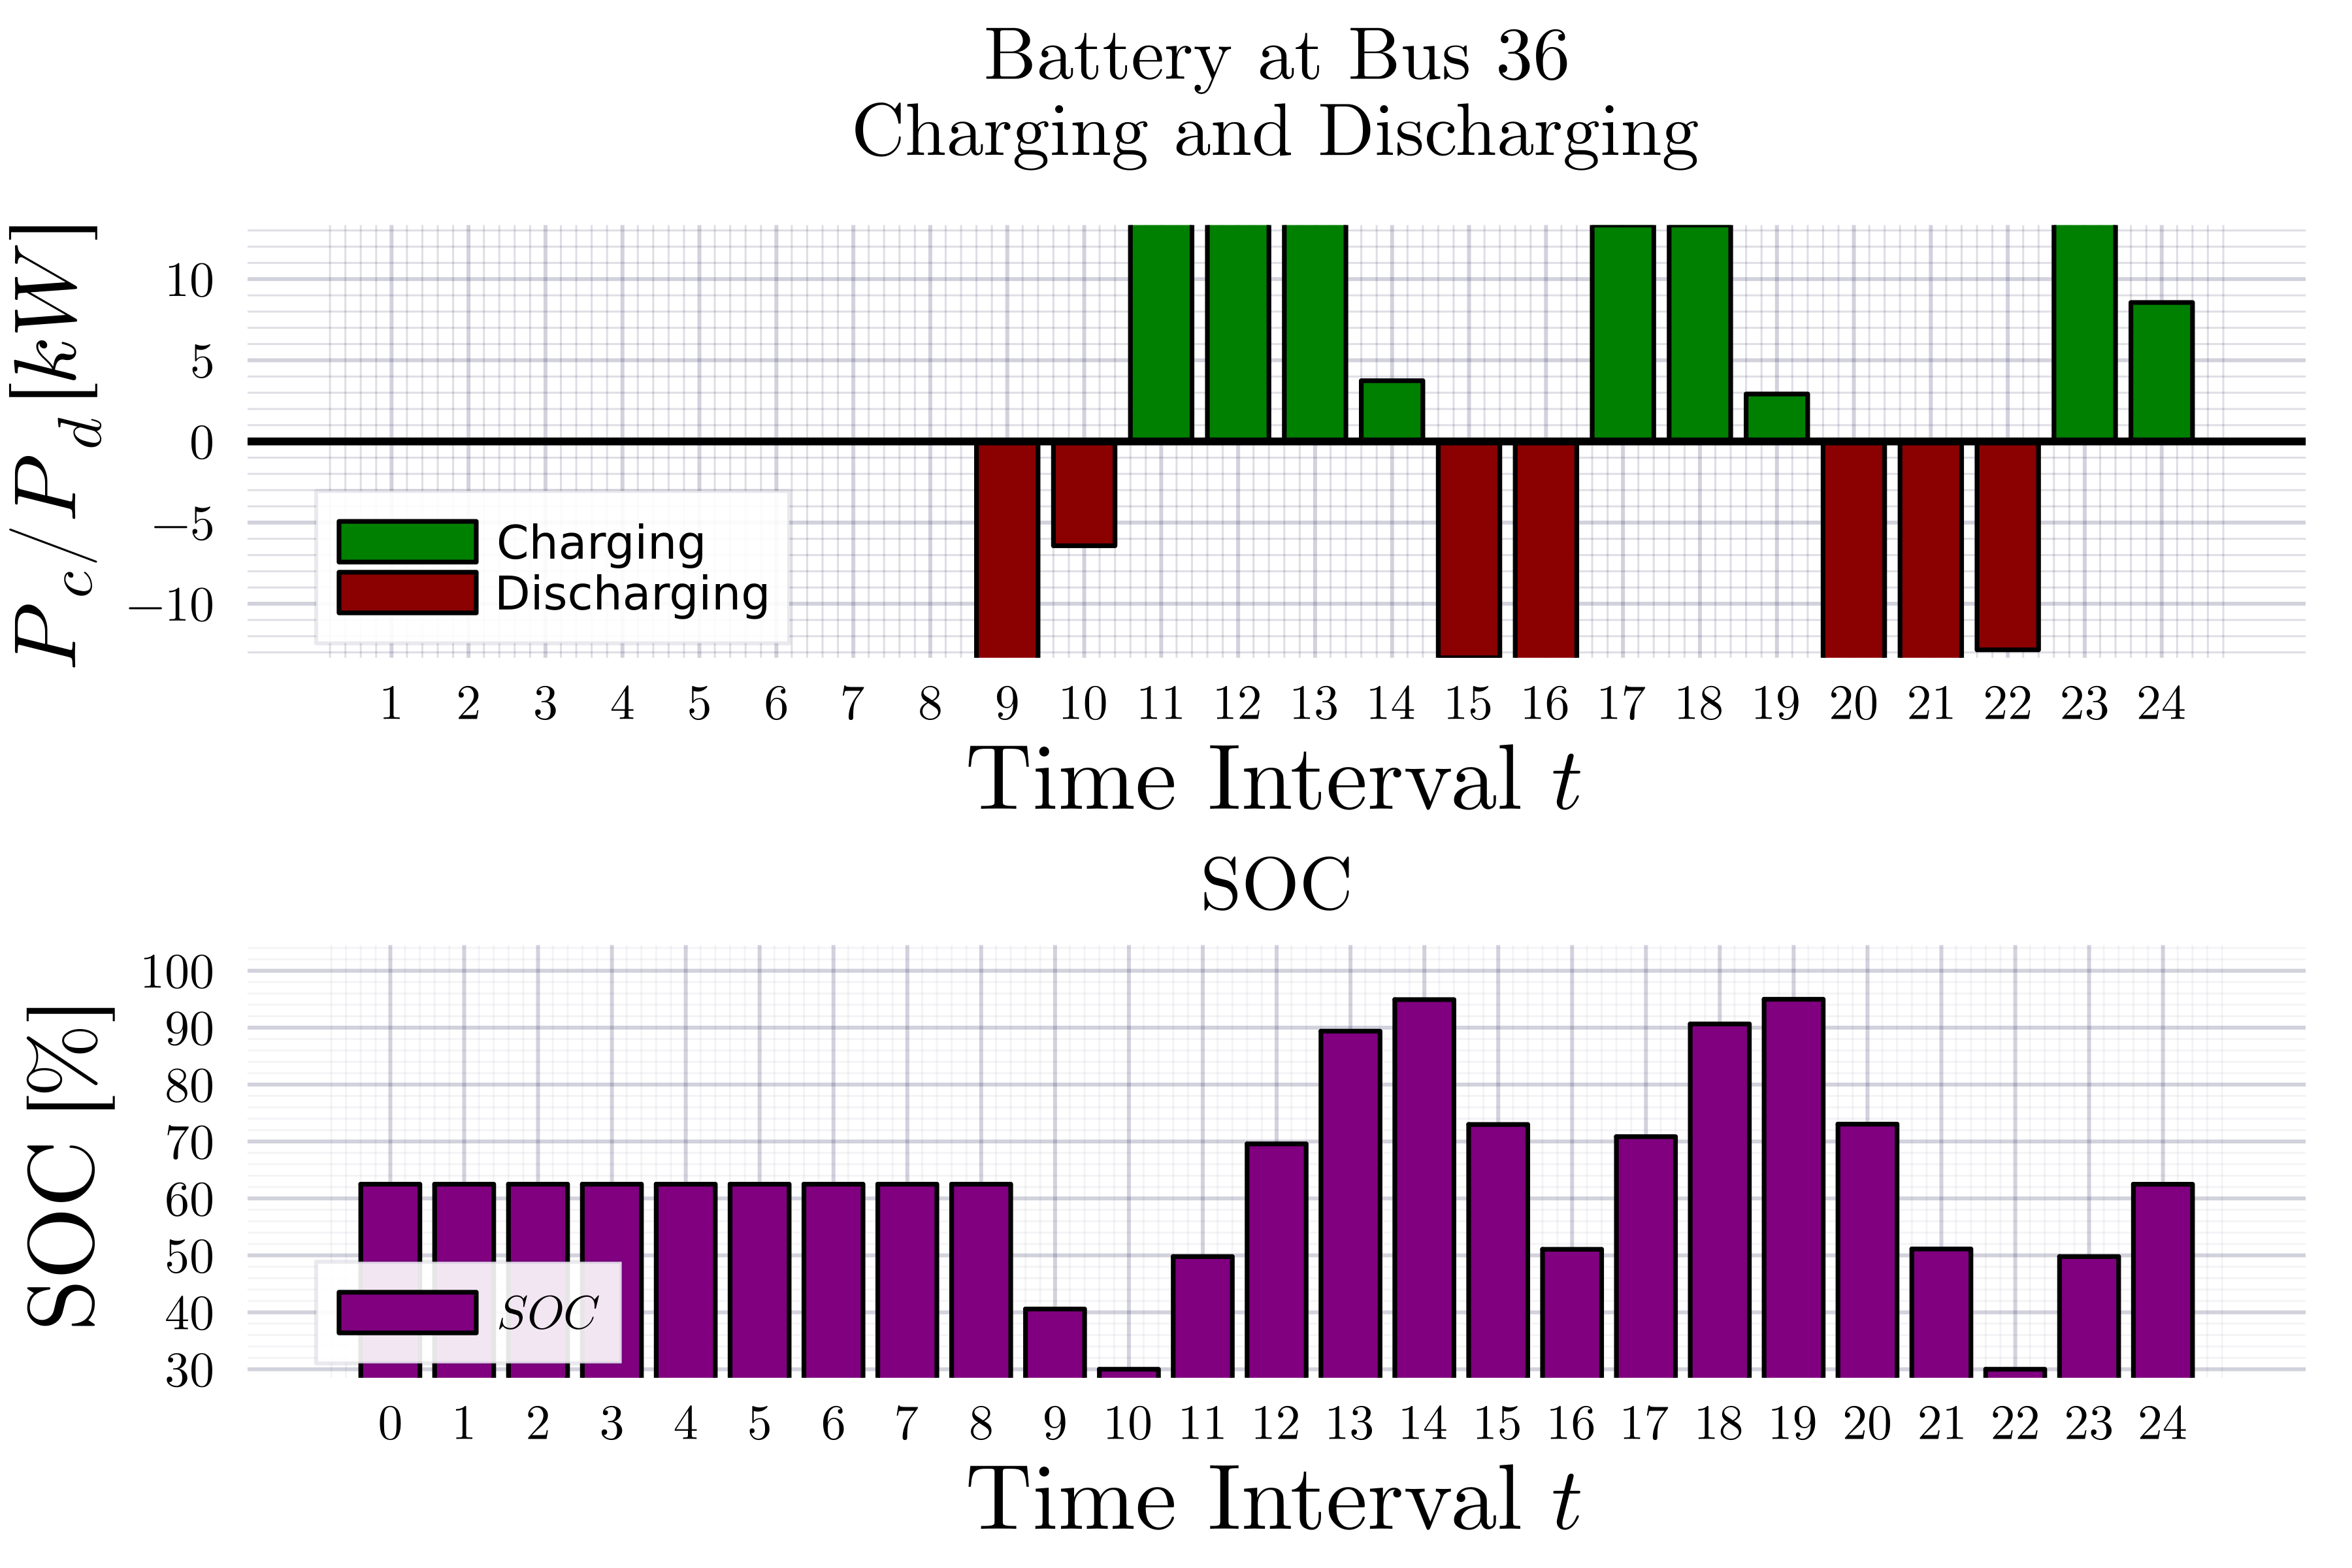 Battery at Bus 36
Charging and Discharging
P_c/P_d [kW]
10
5
0
−5
−10
Charging
Discharging
1 2 3 4 5 6 7 8 9 10 11 12 13 14 15 16 17 18 19 20 21 22 23 24
Time Interval t
SOC
SOC [%]
100
90
80
70
60
50
40
30
SOC
0 1 2 3 4 5 6 7 8 9 10 11 12 13 14 15 16 17 18 19 20 21 22 23 24
Time Interval t